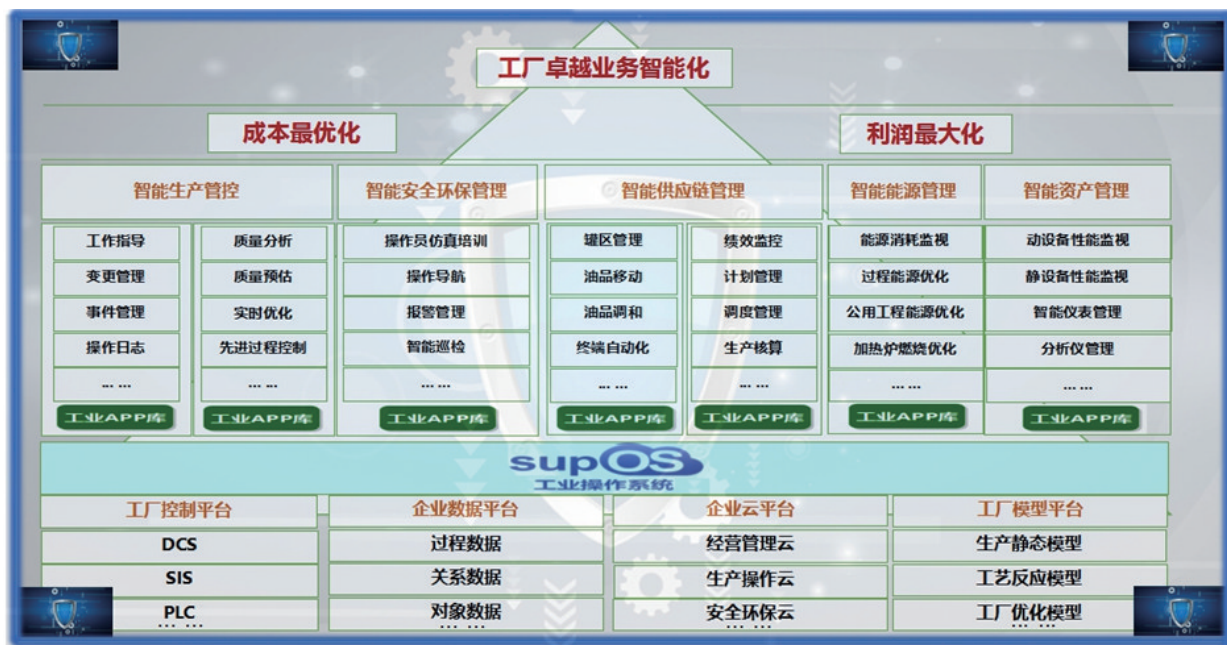 工厂卓越业务智能化
成本最优化
利润最大化
智能生产管控
智能安全环保管理
智能供应链管理
智能能源管理
智能资产管理
工作指导
质量分析
操作员仿真培训
罐区管理
绩效监控
能源消耗监视
动设备性能监视
变更管理
质量预估
操作导航
油品移动
计划管理
过程能源优化
静设备性能监视
事件管理
实时优化
报警管理
油品调和
调度管理
公用工程能源优化
智能仪表管理
操作日志
先进过程控制
智能巡检
终端自动化
生产核算
加热炉燃烧优化
分析仪管理
... ...
... ...
... ...
... ...
... ...
... ...
... ...
工业APP库
工业APP库
工业APP库
工业APP库
工业APP库
工业APP库
工业APP库
supOS
工业操作系统
工厂控制平台
企业数据平台
企业云平台
工厂模型平台
DCS
过程数据
经营管理云
生产静态模型
SIS
关系数据
生产操作云
工艺反应模型
PLC
对象数据
安全环保云
工厂优化模型
... ...
... ...
... ...
... ...